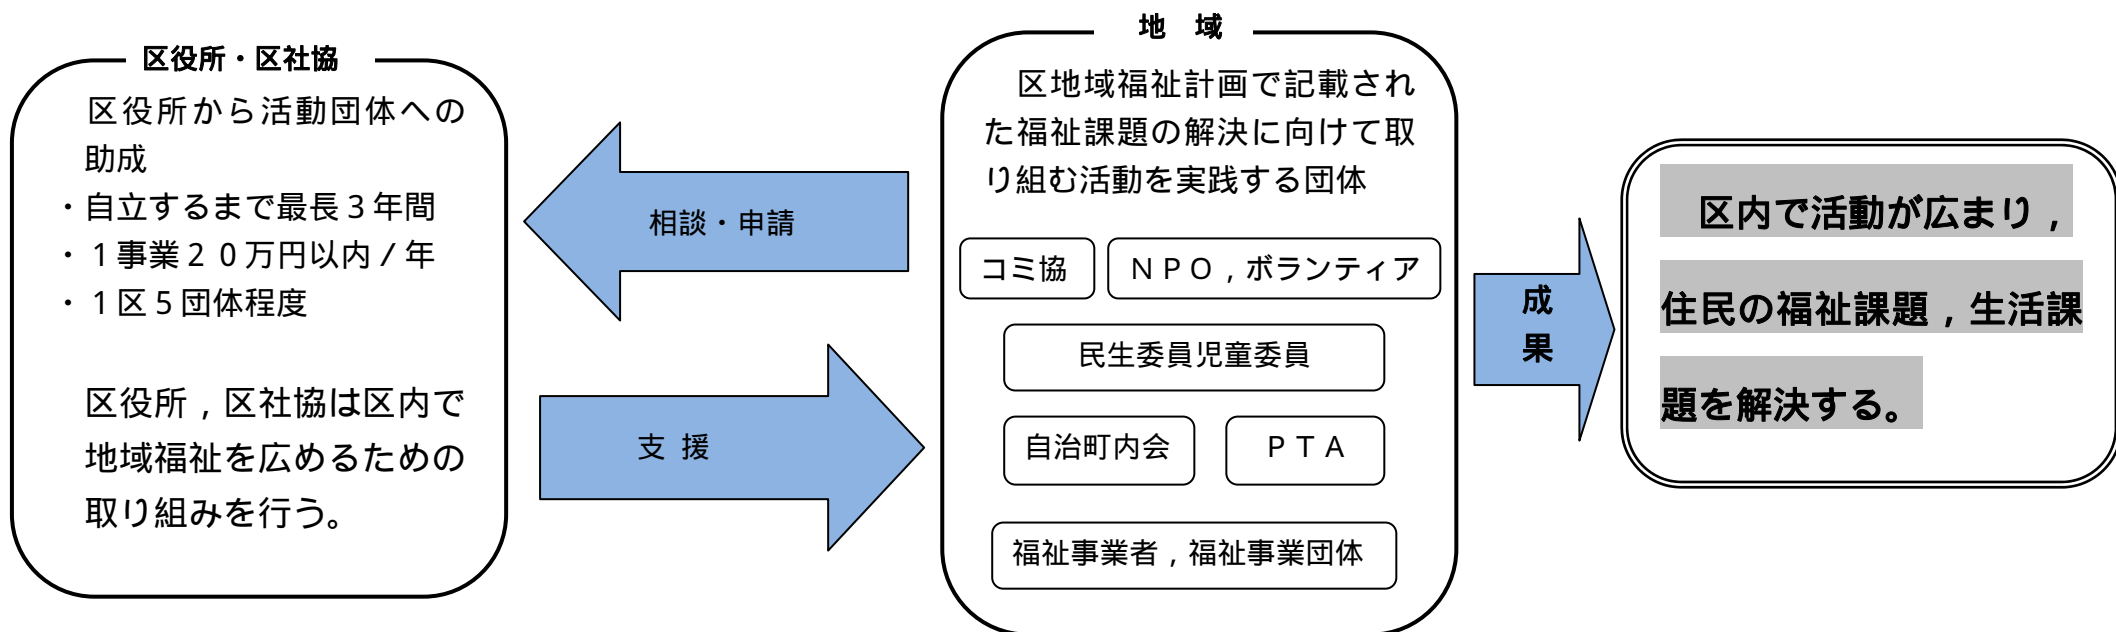 区役所・区社協
区役所から活動団体への
助成
・自立するまで最長3年間
・1事業20万円以内/年
・1区5団体程度
区役所,区社協は区内で
地域福祉を広めるための
取り組みを行う。
相談・申請
支 援
地 域
区地域福祉計画で記載され
た福祉課題の解決に向けて取
り組む活動を実践する団体
コミ協
NPO,ボランティア
民生委員児童委員
自治町内会
PTA
福祉事業者,福祉事業団体
成
果
区内で活動が広まり,
住民の福祉課題,生活課
題を解決する。